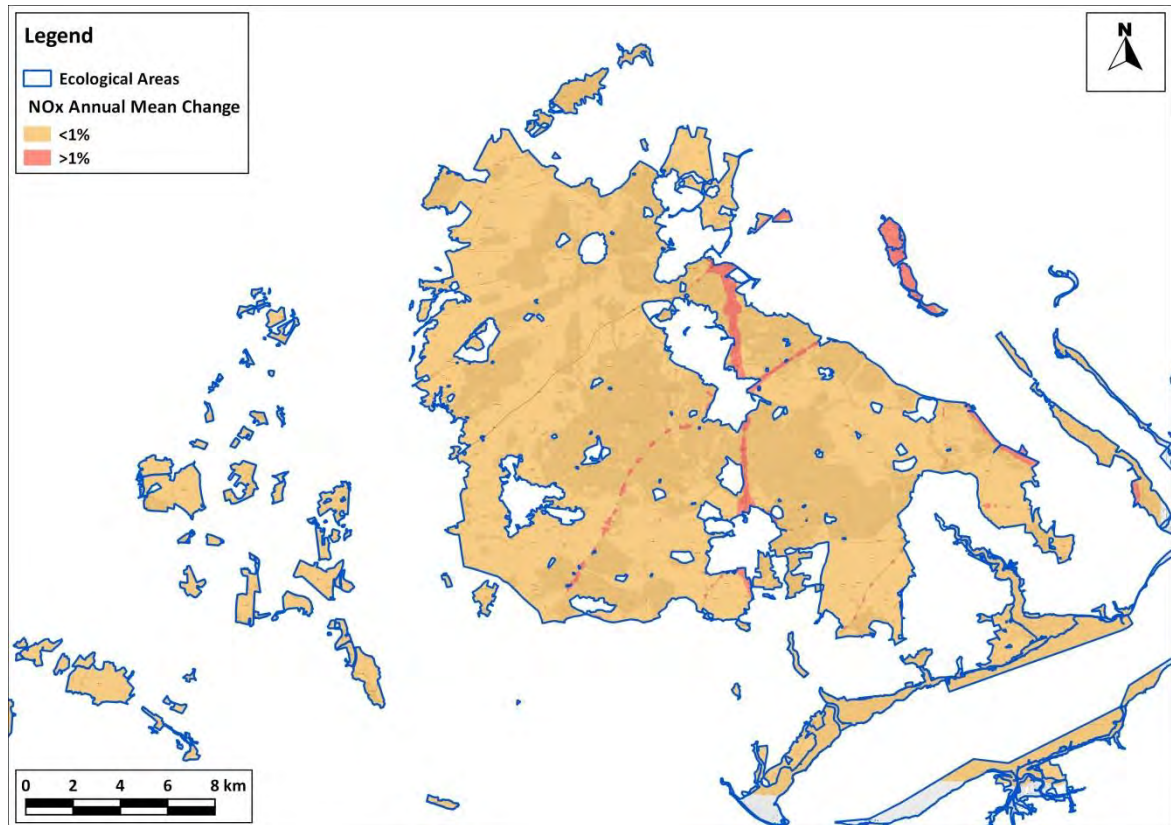 Legend
Ecological Areas
NOx Annual Mean Change
<1%
>1%
N
0 2 4 6 8 km